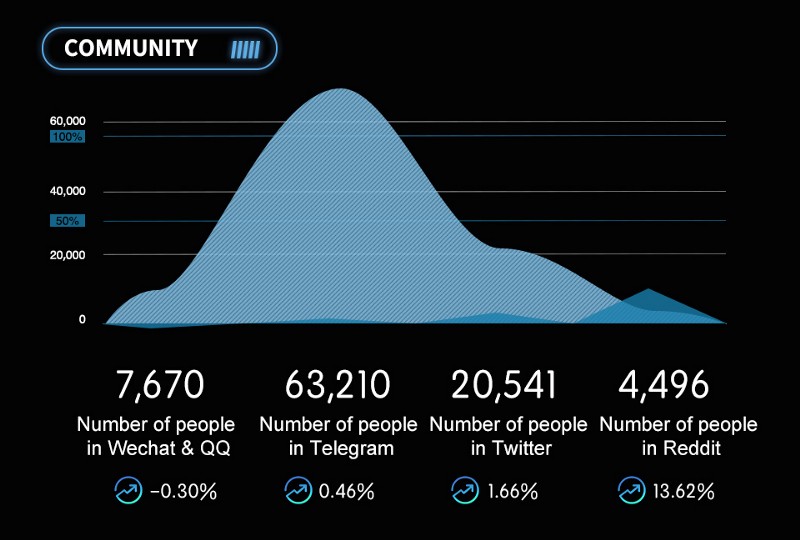 COMMUNITY
60,000
100%
40,000
50%
20,000
0
7,670
63,210
20,541
4,496
Number of people
in Wechat & QQ
Number of people
in Telegram
Number of people
in Twitter
Number of people
in Reddit
−0.30%
0.46%
1.66%
13.62%